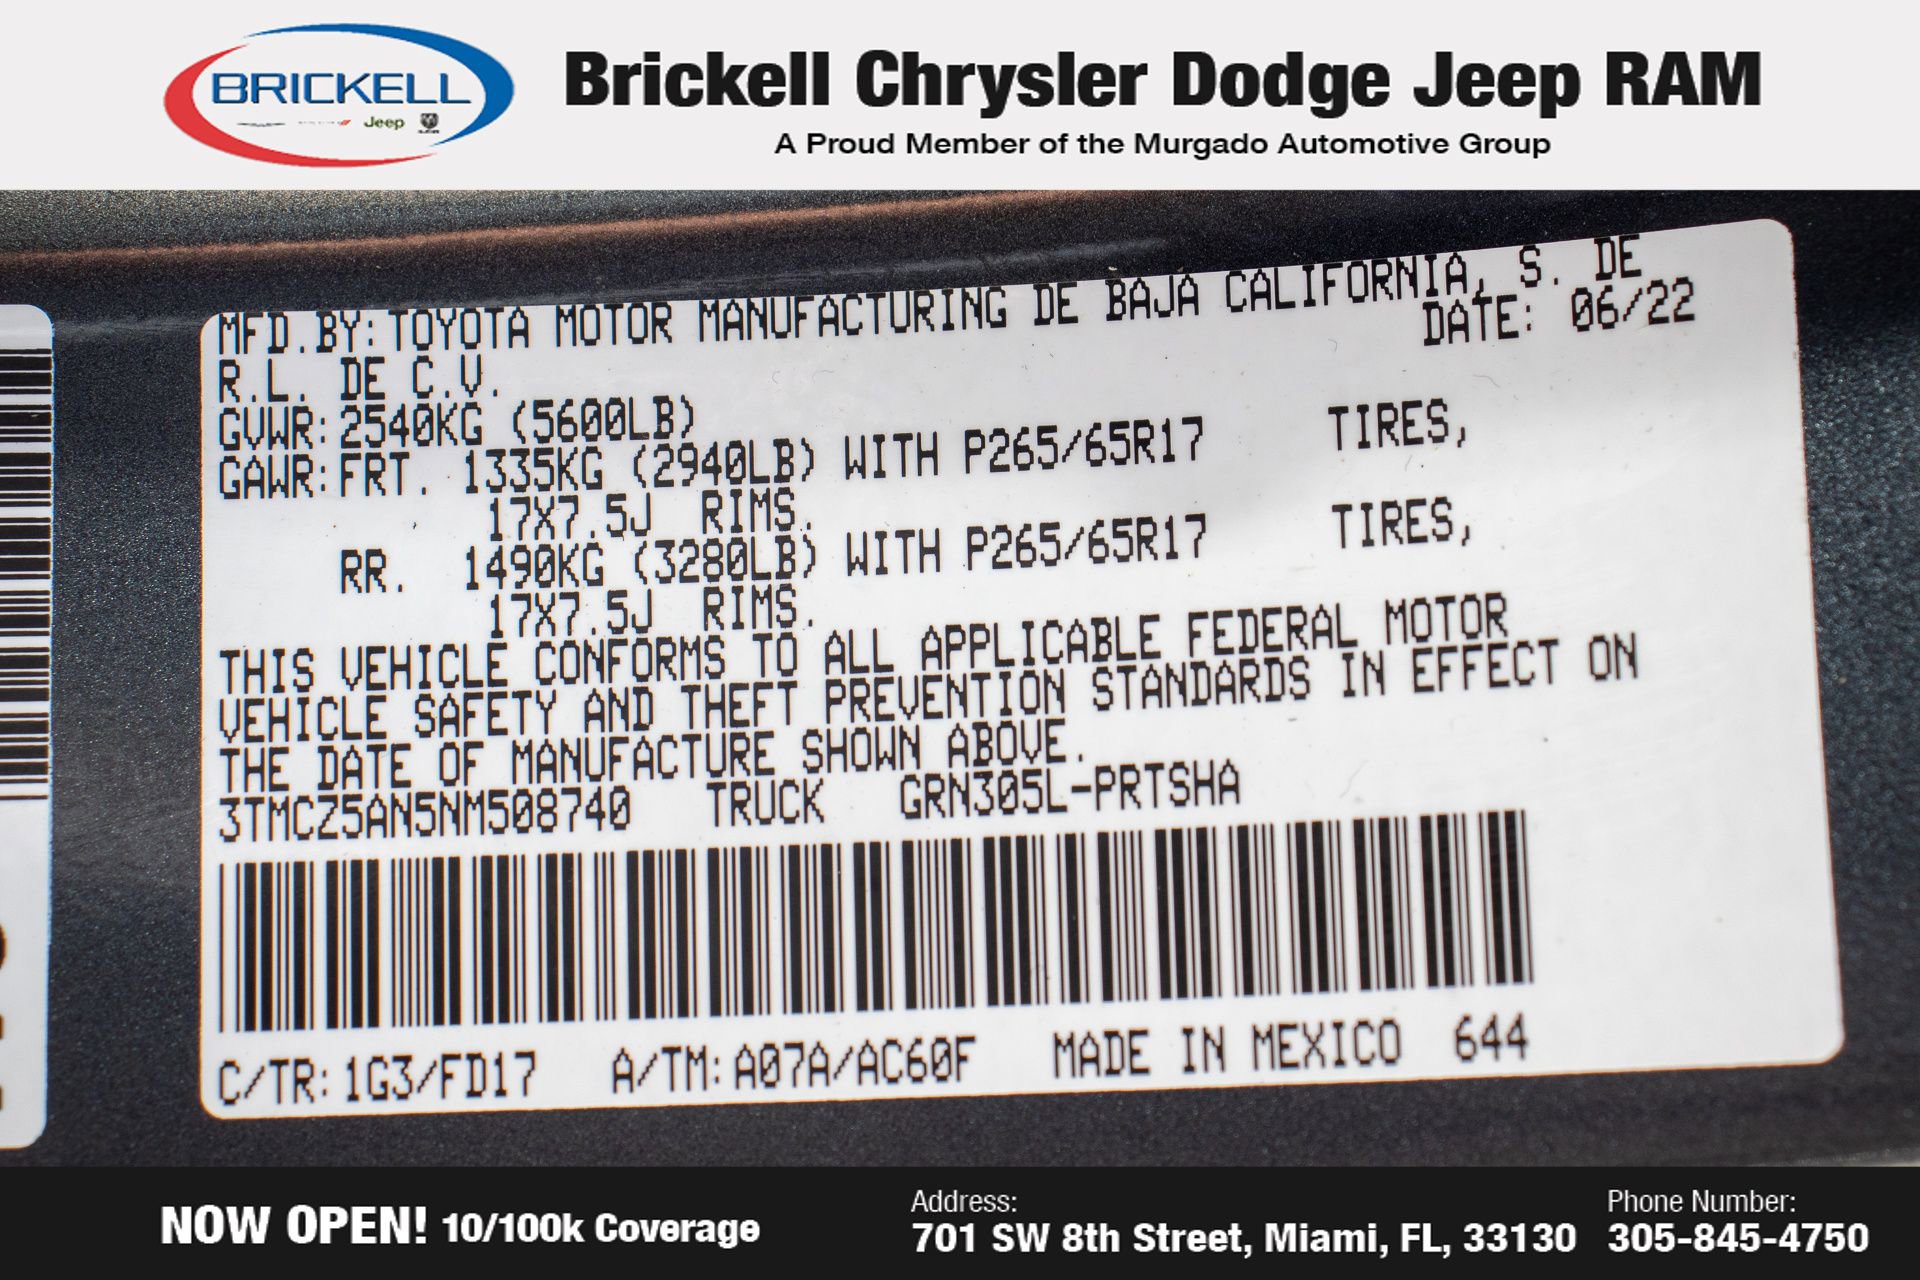 BRICKELL
Jeep
Brickell Chrysler Dodge Jeep RAM
A Proud Member of the Murgado Automotive Group
MFD.BY:TOYOTA MOTOR MANUFACTURING DE BAJA CALIFORNIA, S. DE
R.L. DE C.V. DATE: 06/22
GVWR:2540KG (5600LB)
GAWR:FRT. 1335KG (2940LB) WITH P265/65R17 TIRES,
17X7.5J RIMS.
RR. 1490KG (3280LB) WITH P265/65R17 TIRES,
17X7.5J RIMS.
THIS VEHICLE CONFORMS TO ALL APPLICABLE FEDERAL MOTOR
VEHICLE SAFETY AND THEFT PREVENTION STANDARDS IN EFFECT ON
THE DATE OF MANUFACTURE SHOWN ABOVE.
3TMCZ5AN5NM508740 TRUCK GRN305L-PRTSHA
C/TR:1G3/FD17 A/TM:A07A/AC60F MADE IN MEXICO 644
NOW OPEN! 10/100k Coverage
Address:
701 SW 8th Street, Miami, FL, 33130
Phone Number:
305-845-4750